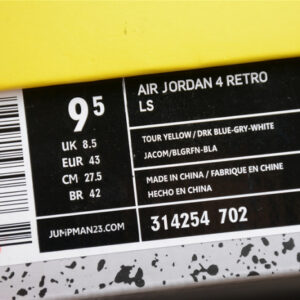 9.5
UK 8.5
EUR 43
CM 27.5
BR 42
JUMPMAN23.COM
AIR JORDAN 4 RETRO
LS
TOUR YELLOW/DRK BLUE-GRY-WHITE
JACOM/BLGRFN-BLA
MADE IN CHINA / FABRIQUE EN CHINE
HECHO EN CHINA
314254 702